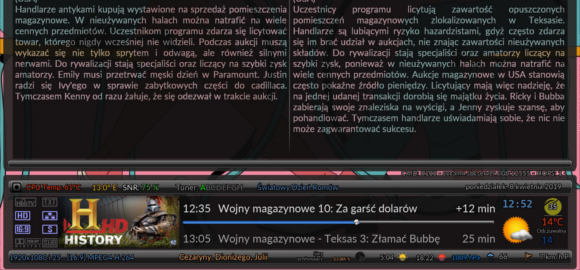 Handlarze antykami kupują wystawione na sprzedaż pomieszczenia
magazynowe. W nieużywanych halach można natrafić na wiele
cennych przedmiotów. Uczestnikom programu zdarza się licytować
towar, którego nigdy wcześniej nie widzieli. Podczas aukcji muszą
wykazać się nie tylko sprytem i odwagą, ale również silnymi
nerwami. Do rywalizacji stają specjaliści oraz liczący na szybki zysk
amatorzy. Emily musi przetrwać męski dzień w Paramount. Justin
radzi się Ivy'ego w sprawie zabytkowych części do cadillaca.
Tymczasem Kenny od razu żałuje, że się odezwał w trakcie aukcji.
Uczestnicy programu licytują zawartość opuszczonych
pomieszczeń magazynowych zlokalizowanych w Teksasie.
Handlarze są lubiącymi ryzyko hazardzistami, gdyż często zdarza
się im brać udział w aukcjach, nie znając zawartości nieużywanych
składów. Do rywalizacji stają specjaliści oraz amatorzy liczący na
szybki zysk, ponieważ w nieużywanych halach można natrafić na
wiele cennych przedmiotów. Aukcje magazynowe w USA stanowią
często pokaźne źródło pieniędzy. Licytujący mają więc nadzieję, że
na jednej udanej transakcji dorobią się majątku życia. Ricky i Bubba
zabierają swoje znaleziska na wyścigi, a Jenny zyskuje szansę, aby
pohandlować. Tymczasem handlarze uświadamiają sobie, że nic nie
może zagwarantować sukcesu.
CPU Temp: 61°C 13.0°E SNR: 75% Tuner: ABCDEFGH Światowy Dzień Romów poniedziałek, 8 kwietnia 2019
12:35 Wojny magazynowe 10: Za garść dolarów +12 min
13:05 Wojny magazynowe - Teksas 3: Złamać Bubbę 25 min
HD
16:9
S
H HD
HISTORY
12:52
35
14°C
Odczuwalna
14
Cezaryny, Dionizego, Julii 5:04 18:22